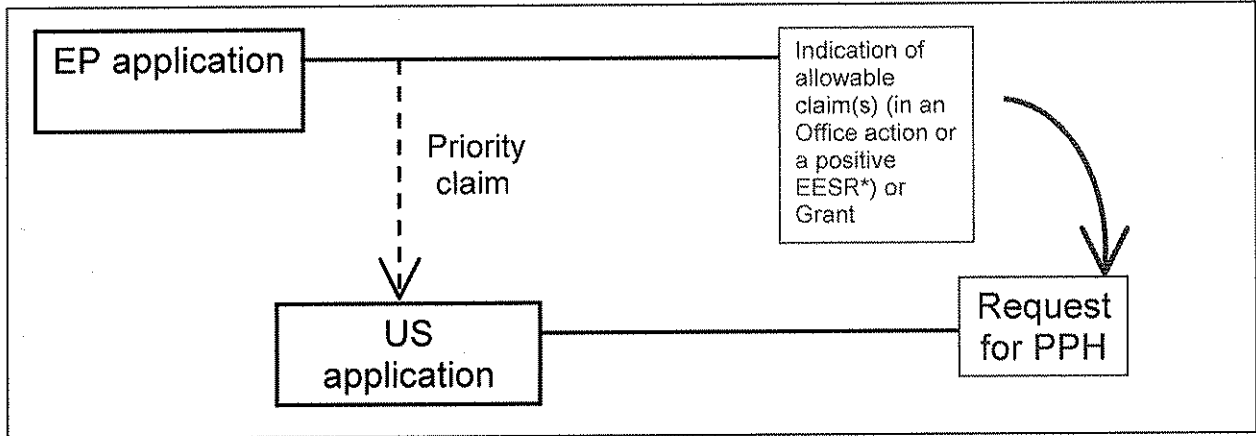 EP application
Indication of
allowable
claim(s) (in an
Office action or
a positive
EESR*) or
Grant
Priority
claim
US
application
Request
for PPH